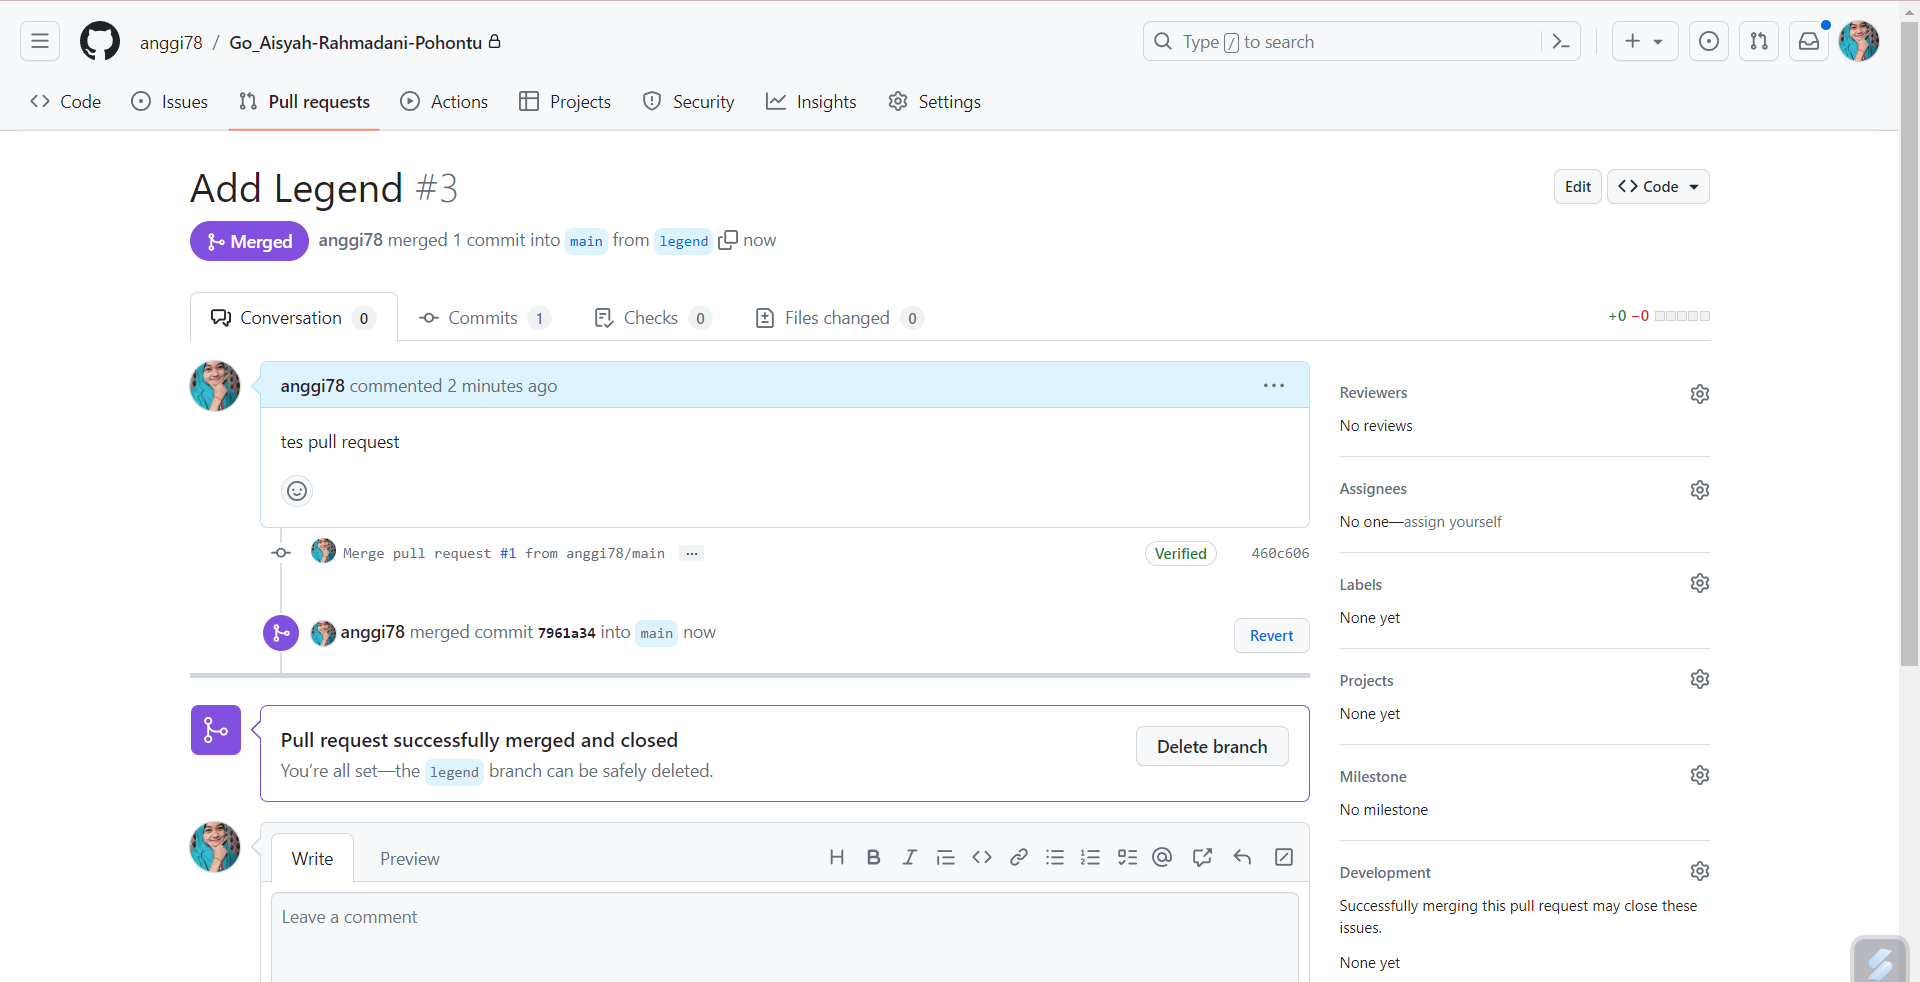 anggi78 / Go_Aisyah-Rahmadani-Pohontu
Type / to search
Code Issues Pull requests Actions Projects Security Insights Settings
Add Legend #3
Edit Code
Merged anggi78 merged 1 commit into main from legend now
Conversation 0 Commits 1 Checks 0 Files changed 0
+0 −0
anggi78 commented 2 minutes ago
tes pull request
Merge pull request #1 from anggi78/main ... Verified 460c606
anggi78 merged commit 7961a34 into main now
Revert
Pull request successfully merged and closed
You’re all set—the legend branch can be safely deleted.
Delete branch
Write Preview
Leave a comment
Reviewers
No reviews
Assignees
No one—assign yourself
Labels
None yet
Projects
None yet
Milestone
No milestone
Development
Successfully merging this pull request may close these
issues.
None yet